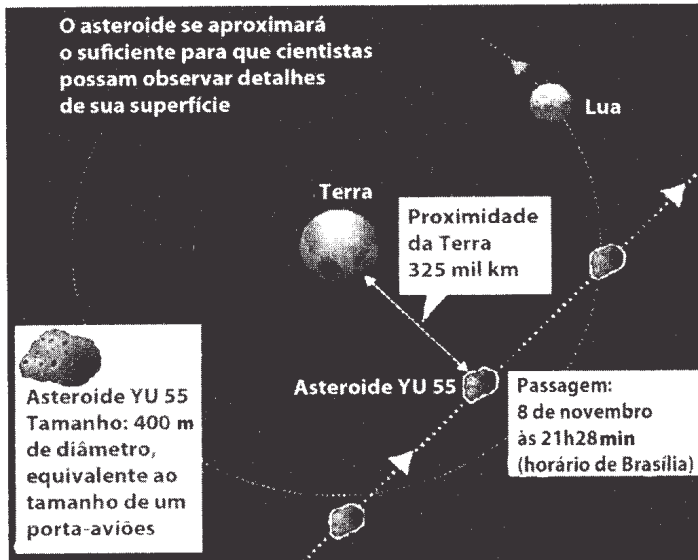 O asteroide se aproximará
o suficiente para que cientistas
possam observar detalhes
de sua superfície
Lua
Terra
Proximidade
da Terra
325 mil km
Asteroide YU 55
Passagem:
8 de novembro
às 21h28min
(horário de Brasília)
Asteroide YU 55
Tamanho: 400 m
de diâmetro,
equivalente ao
tamanho de um
porta-aviões